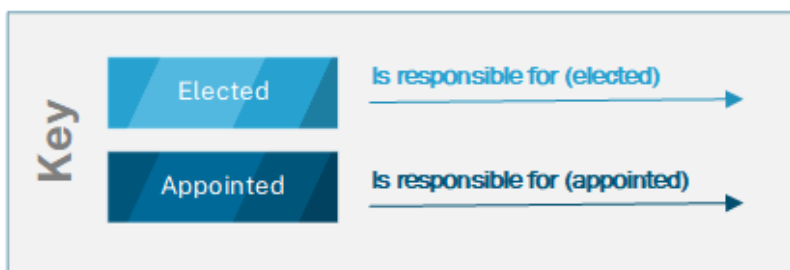 Key
Elected
Is responsible for (elected)
Appointed
Is responsible for (appointed)